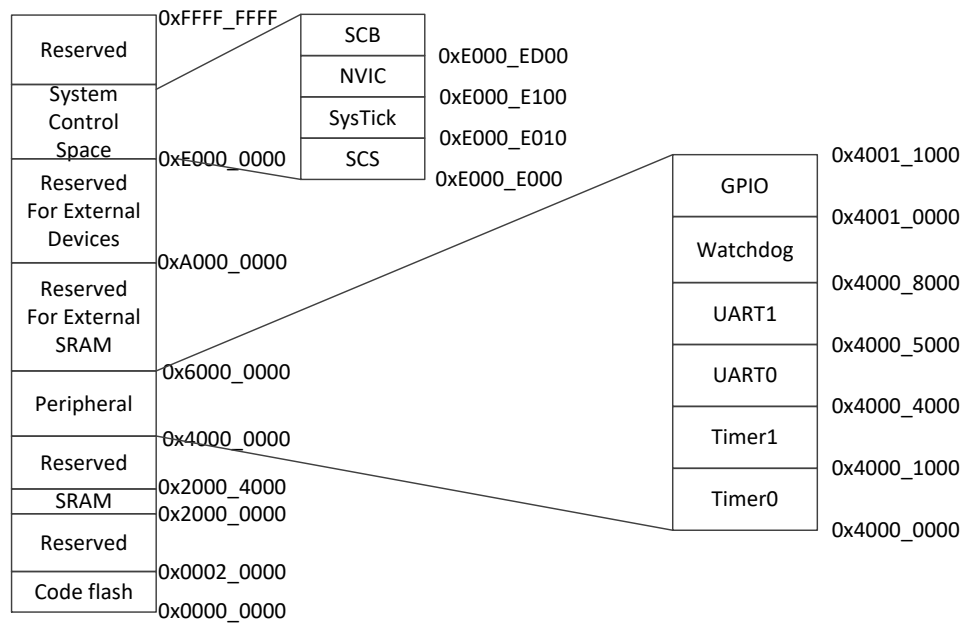 0xFFFF_FFFF
Reserved
System
Control
Space
0xE000_0000
Reserved
For External
Devices
0xA000_0000
Reserved
For External
SRAM
0x6000_0000
Peripheral
0x4000_0000
Reserved
0x2000_4000
SRAM
0x2000_0000
Reserved
0x0002_0000
Code flash
0x0000_0000
SCB
0xE000_ED00
NVIC
0xE000_E100
SysTick
0xE000_E010
SCS
0xE000_E000
0x4001_1000
GPIO
0x4001_0000
Watchdog
0x4000_8000
UART1
0x4000_5000
UART0
0x4000_4000
Timer1
0x4000_1000
Timer0
0x4000_0000